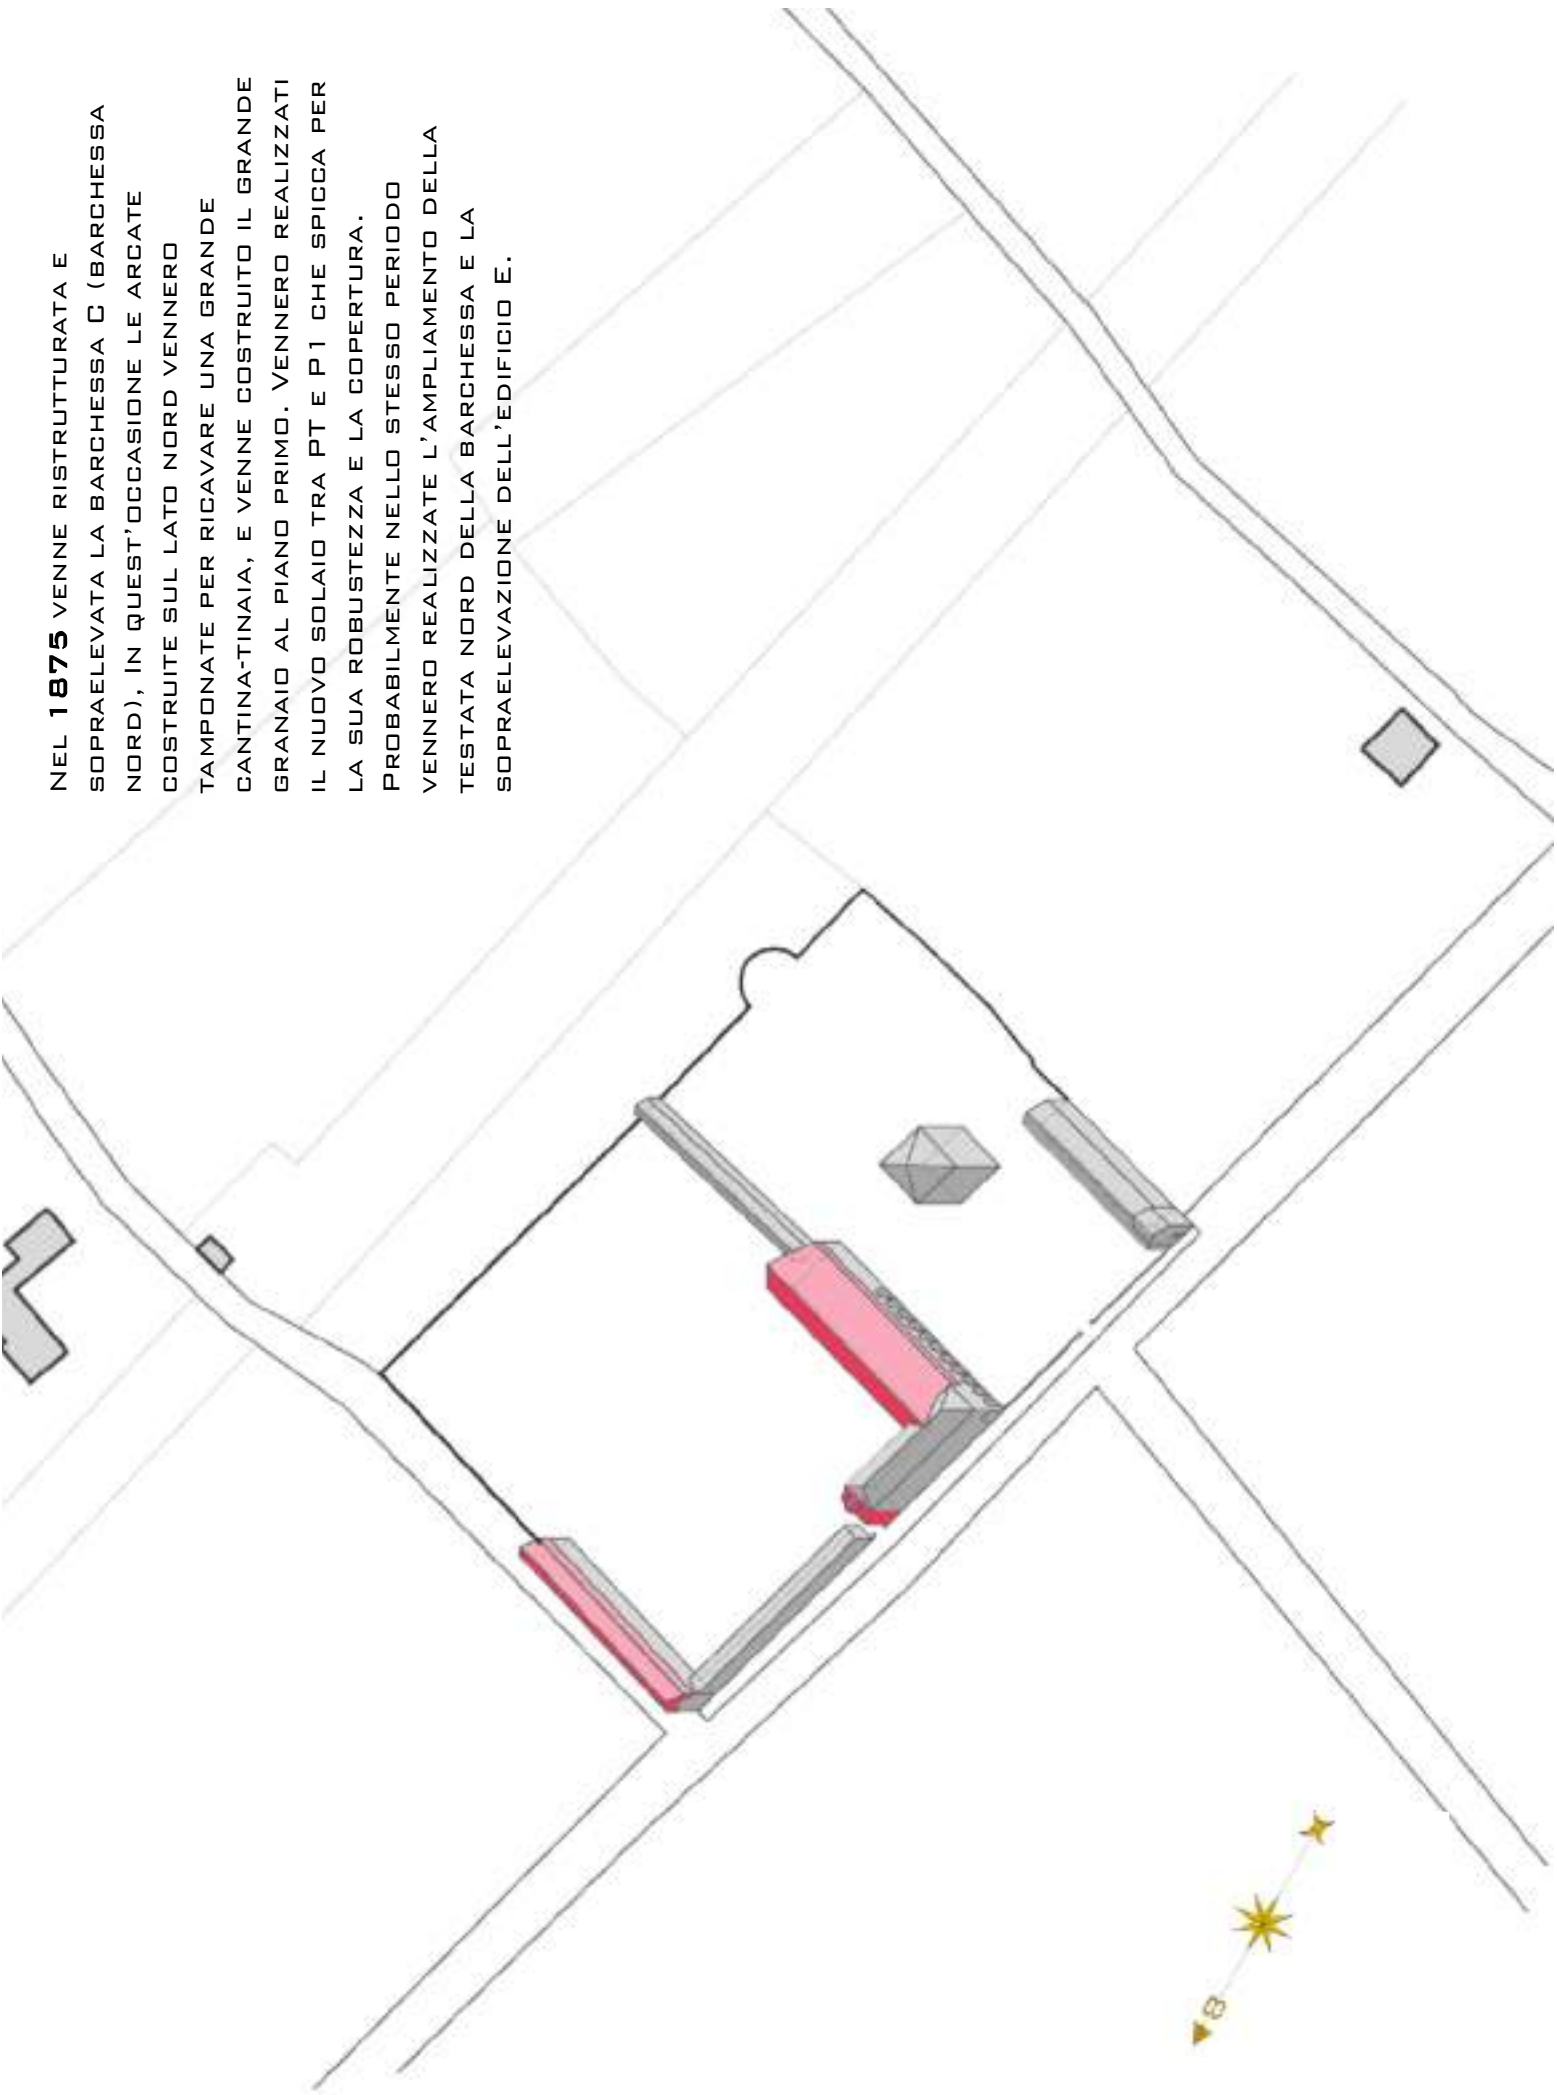 NEL 1875 VENNE RISTRUTTURATA E
SOPRAELEVATA LA BARCHESSA C (BARCHESSA
NORD), IN QUEST'OCCASIONE LE ARCATE
COSTRUITE SUL LATO NORD VENNERO
TAMPONATE PER RICAVARE UNA GRANDE
CANTINA-TINAIA, E VENNE COSTRUITO IL GRANDE
GRANAIO AL PIANO PRIMO. VENNERO REALIZZATI
IL NUOVO SOLAIO TRA PT E P1 CHE SPICCA PER
LA SUA ROBUSTEZZA E LA COPERTURA.
PROBABILMENTE NELLO STESSO PERIODO
VENNERO REALIZZATE L'AMPLIAMENTO DELLA
TESTATA NORD DELLA BARCHESSA E LA
SOPRAELEVAZIONE DELL'EDIFICIO E.